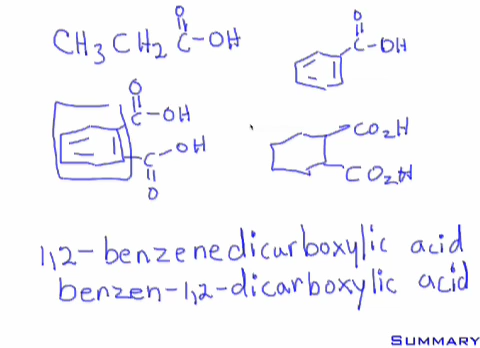 CH3CH2C-OH
O
O
C-OH
O
C-OH
C-OH
O
CO2H
CO2H
1,2-benzenedicarboxylic acid
benzen-1,2-dicarboxylic acid
SUMMARY